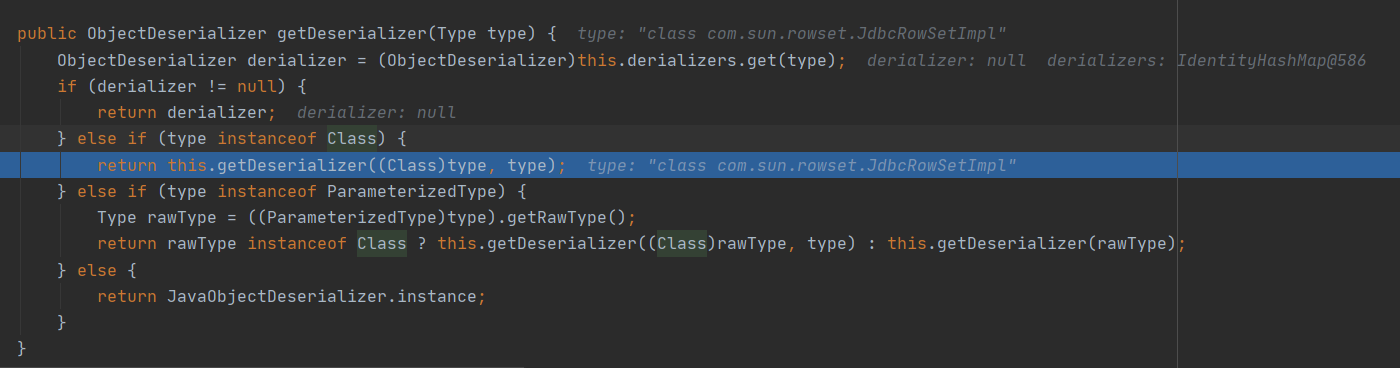 public ObjectDeserializer getDeserializer(Type type) {  type: "class com.sun.rowset.JdbcRowSetImpl"
    ObjectDeserializer derializer = (ObjectDeserializer)this.derializers.get(type);  derializer: null  derializers: IdentityHashMap@586
    if (derializer != null) {
        return derializer;  derializer: null
    } else if (type instanceof Class) {
        return this.getDeserializer((Class)type, type);  type: "class com.sun.rowset.JdbcRowSetImpl"
    } else if (type instanceof ParameterizedType) {
        Type rawType = ((ParameterizedType)type).getRawType();
        return rawType instanceof Class ? this.getDeserializer((Class)rawType, type) : this.getDeserializer(rawType);
    } else {
        return JavaObjectDeserializer.instance;
    }
}